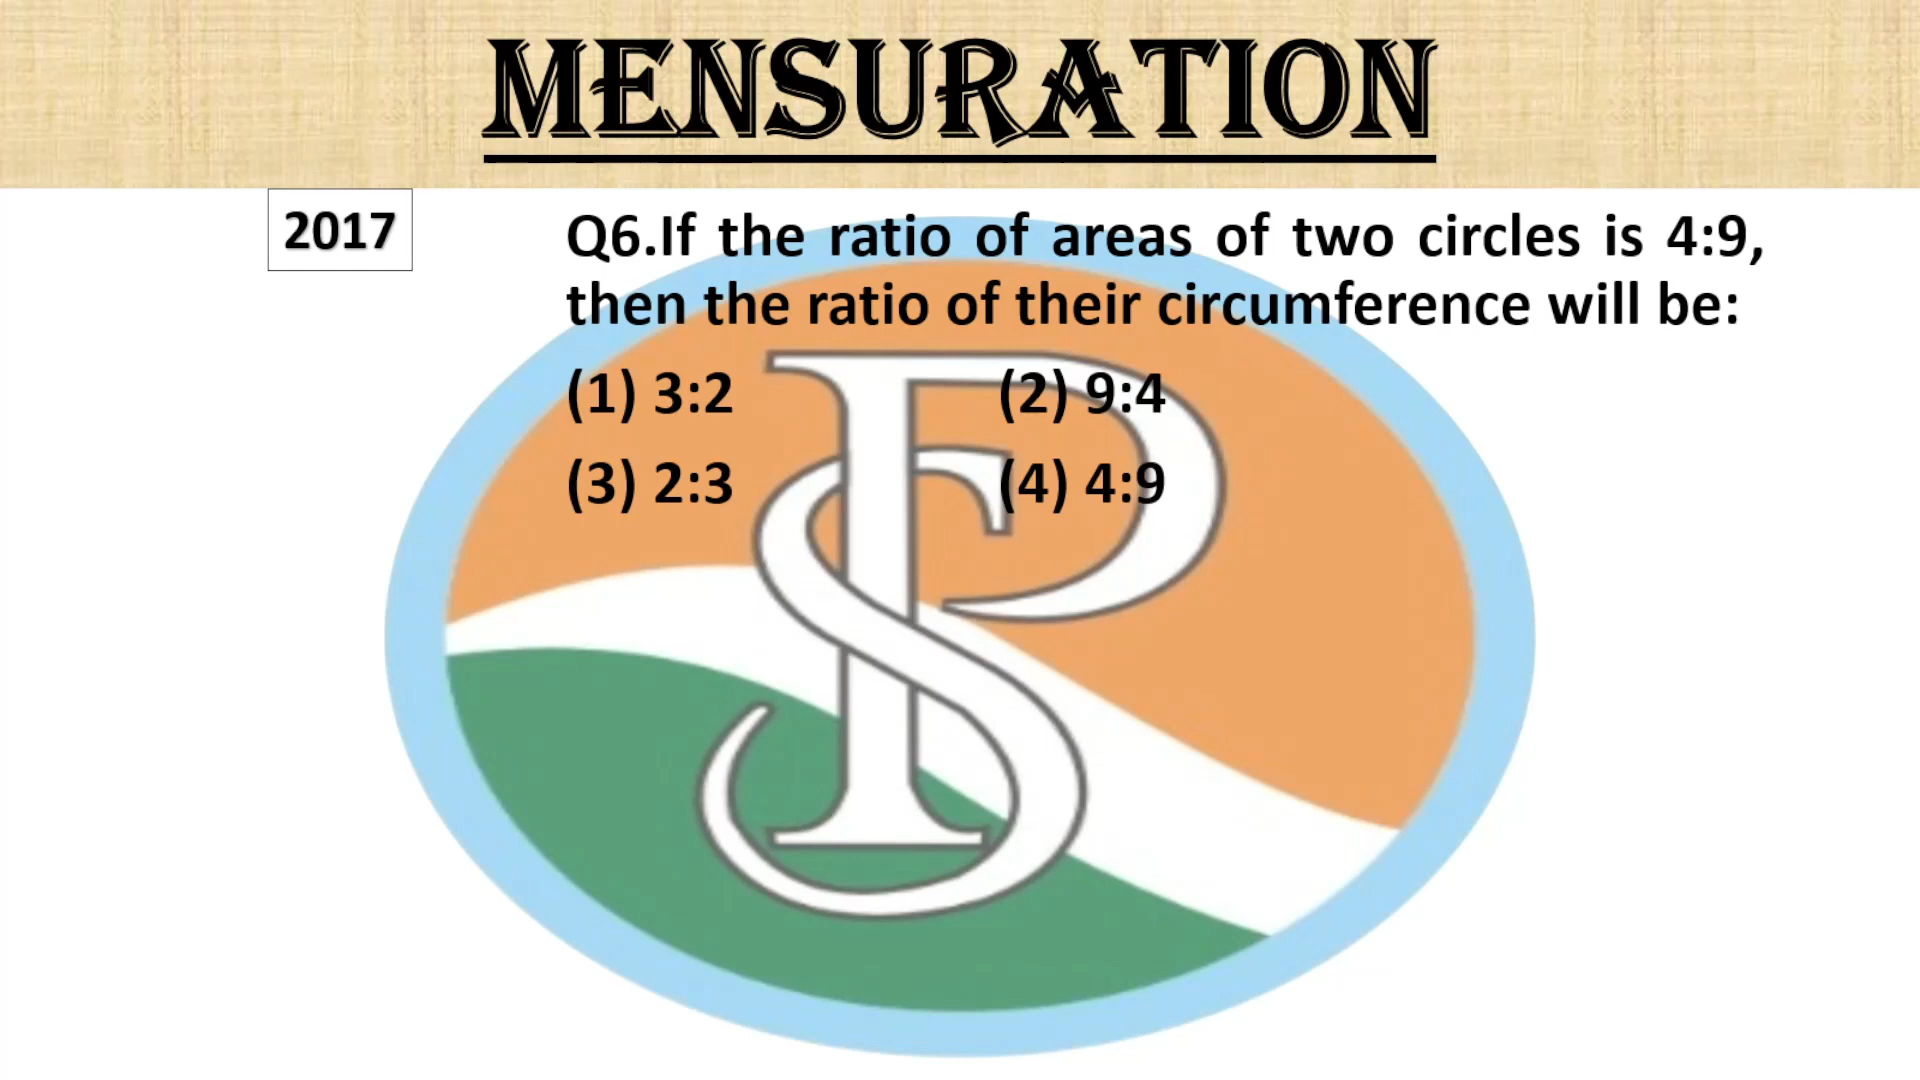 MENSURATION
2017
Q6.If the ratio of areas of two circles is 4:9,
then the ratio of their circumference will be:
(1) 3:2 (2) 9:4
(3) 2:3 (4) 4:9